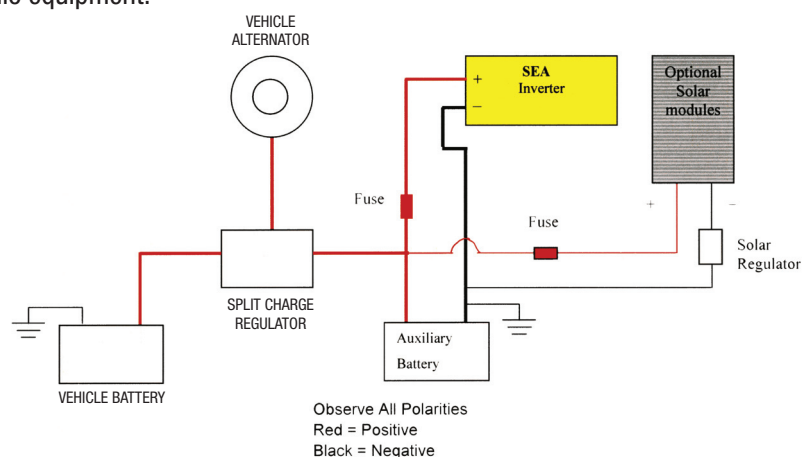 equipment.
VEHICLE
ALTERNATOR
SEA
Inverter
+
−
Optional
Solar
modules
Fuse
Fuse
+
−
Solar
Regulator
SPLIT CHARGE
REGULATOR
Auxiliary
Battery
VEHICLE BATTERY
Observe All Polarities
Red = Positive
Black = Negative